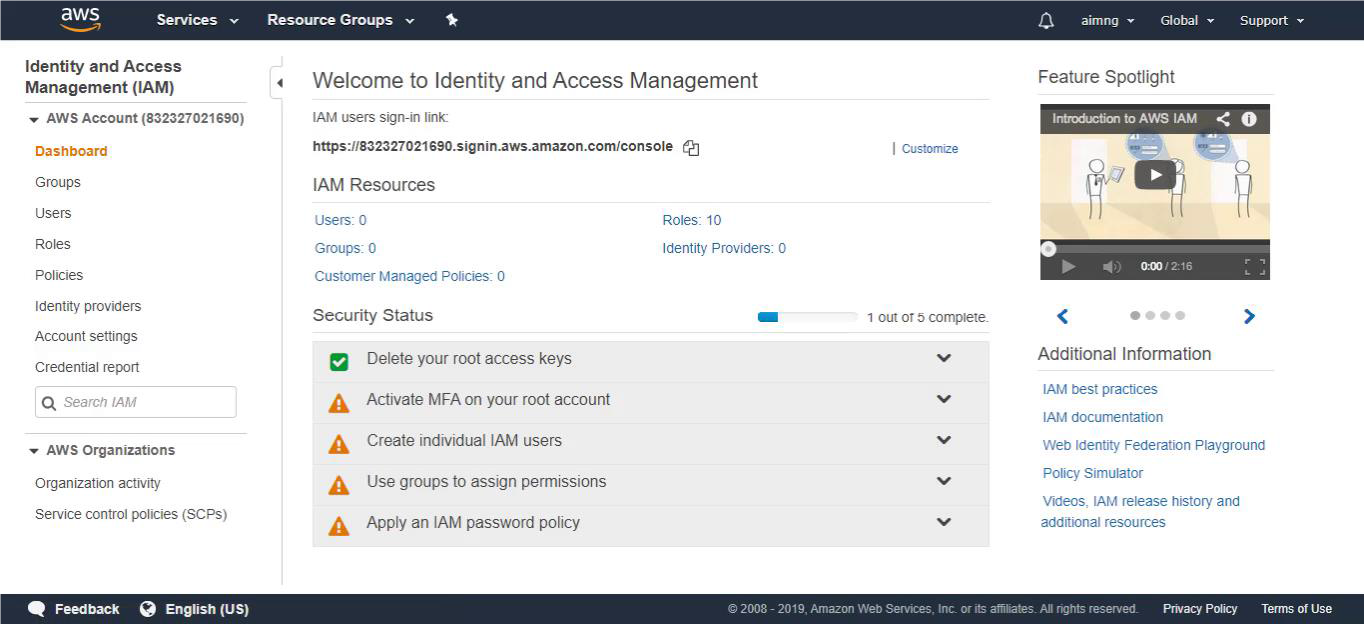 aws
Services
Resource Groups
aimng
Global
Support
Identity and Access
Management (IAM)
AWS Account (832327021690)
Dashboard
Groups
Users
Roles
Policies
Identity providers
Account settings
Credential report
Search IAM
AWS Organizations
Organization activity
Service control policies (SCPs)
Welcome to Identity and Access Management
IAM users sign-in link:
https://832327021690.signin.aws.amazon.com/console
| Customize
IAM Resources
Users: 0
Roles: 10
Groups: 0
Identity Providers: 0
Customer Managed Policies: 0
Security Status
1 out of 5 complete.
Delete your root access keys
Activate MFA on your root account
Create individual IAM users
Use groups to assign permissions
Apply an IAM password policy
Feature Spotlight
Introduction to AWS IAM
0:00 / 2:16
Additional Information
IAM best practices
IAM documentation
Web Identity Federation Playground
Policy Simulator
Videos, IAM release history and
additional resources
Feedback
English (US)
© 2008 - 2019, Amazon Web Services, Inc. or its affiliates. All rights reserved.
Privacy Policy
Terms of Use